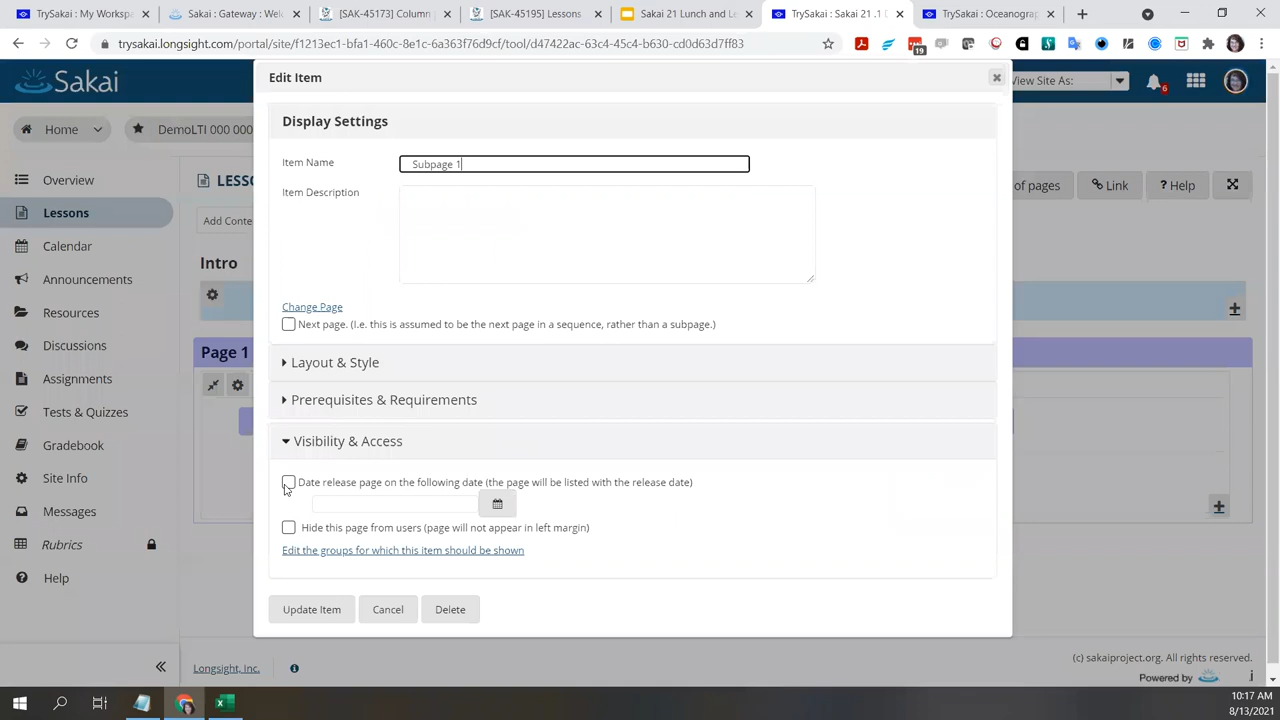 TrySakai : My Worksp
Sakai : Gateway : Wel
[SAK-45173] Column
[SAK-45195] Lessons
Sakai 21 Lunch and Le
TrySakai : Sakai 21 .1 D
TrySakai : Oceanogra
trysakai.longsight.com/portal/site/f128ec1-bfa1-460c-8e12-6a363f76d9cf/tool/d47422ac-63c4-45c4-b230-cd0d63d7ff83
19
Sakai
View Site As:
6
Edit Item
Home
DemoLTI 000 000
Display Settings
Item Name
Subpage 1
Item Description
Overview
Lessons
Calendar
Announcements
Resources
Discussions
Assignments
Tests & Quizzes
Gradebook
Site Info
Messages
Rubrics
Help
LESSO
of pages
Link
? Help
Add Conte
Intro
Page 1
Change Page
Next page. (I.e. this is assumed to be the next page in a sequence, rather than a subpage.)
Layout & Style
Prerequisites & Requirements
Visibility & Access
Date release page on the following date (the page will be listed with the release date)
Hide this page from users (page will not appear in left margin)
Edit the groups for which this item should be shown
Update Item
Cancel
Delete
Longsight, Inc.
(c) sakaiproject.org. All rights reserved.
Powered by
10:17 AM
8/13/2021